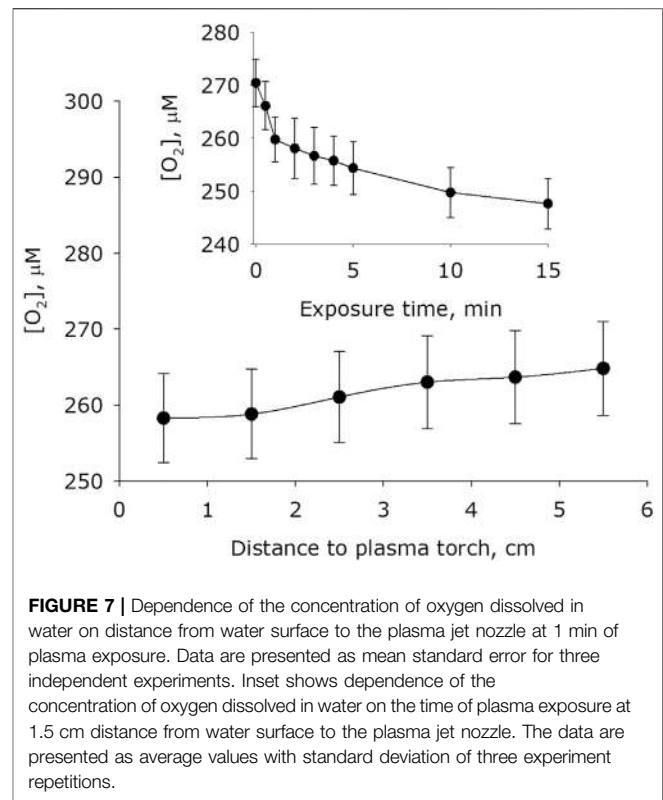 280
270
260
250
240
[O₂], μM
0
5
10
15
Exposure time, min
300
290
280
270
260
250
[O₂], μM
0
1
2
3
4
5
6
Distance to plasma torch, cm
FIGURE 7 | Dependence of the concentration of oxygen dissolved in
water on distance from water surface to the plasma jet nozzle at 1 min of
plasma exposure. Data are presented as mean standard error for three
independent experiments. Inset shows dependence of the
concentration of oxygen dissolved in water on the time of plasma exposure at
1.5 cm distance from water surface to the plasma jet nozzle. The data are
presented as average values with standard deviation of three experiment
repetitions.